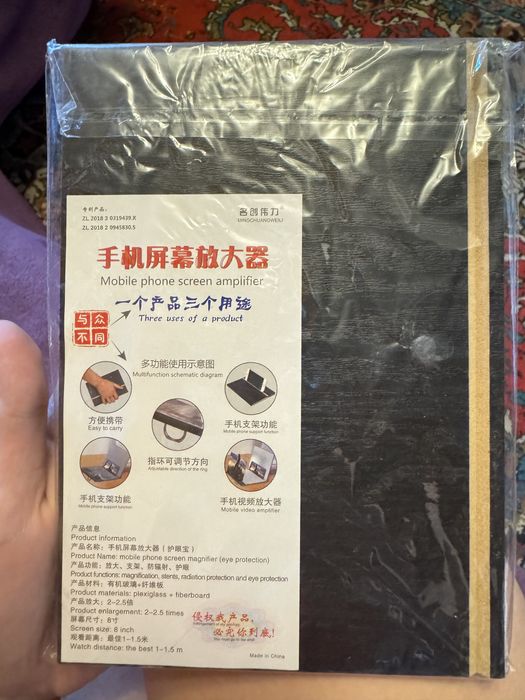 专利产品:
ZL 2018 2 0319439.X
ZL 2018 2 0945830.5
名创伟力
MINGCHUANGWEILI
手机屏幕放大器
Mobile phone screen amplifier
一个产品三个用途
Three uses of a product
与众
不同
多功能使用示意图
Multifunction schematic diagram
方便携带
Easy to carry
手机支架功能
Mobile phone support function
指环可调节方向
Adjustable direction of the ring
手机支架功能
Mobile phone support function
手机视频放大器
Mobile video amplifier
产品信息
Product information
产品名称:手机屏幕放大器(护眼宝)
Product Name: mobile phone screen magnifier (eye protection)
产品功能:放大、支架、防辐射、护眼
Product functions: magnification, stents, radiation protection and eye protection
产品材料:有机玻璃+纤维板
Product materials: plexiglass + fiberboard
产品放大:2-2.5倍
Product enlargement: 2-2.5 times
屏幕尺寸:8寸
Screen size: 8 inch
观看距离:最佳1-1.5米
Watch distance: the best 1-1.5 m
侵权我产品,
必究你到底!
Made in China